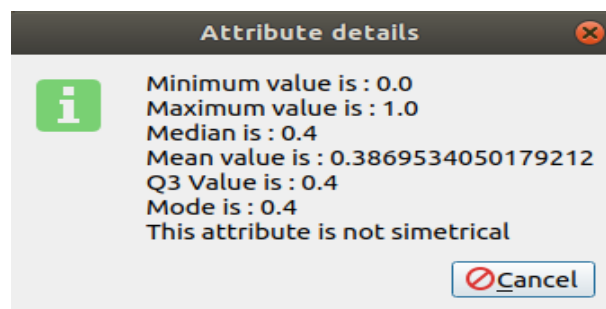 Attribute details
Minimum value is : 0.0
Maximum value is : 1.0
Median is : 0.4
Mean value is : 0.3869534050179212
Q3 Value is : 0.4
Mode is : 0.4
This attribute is not simetrical
Cancel